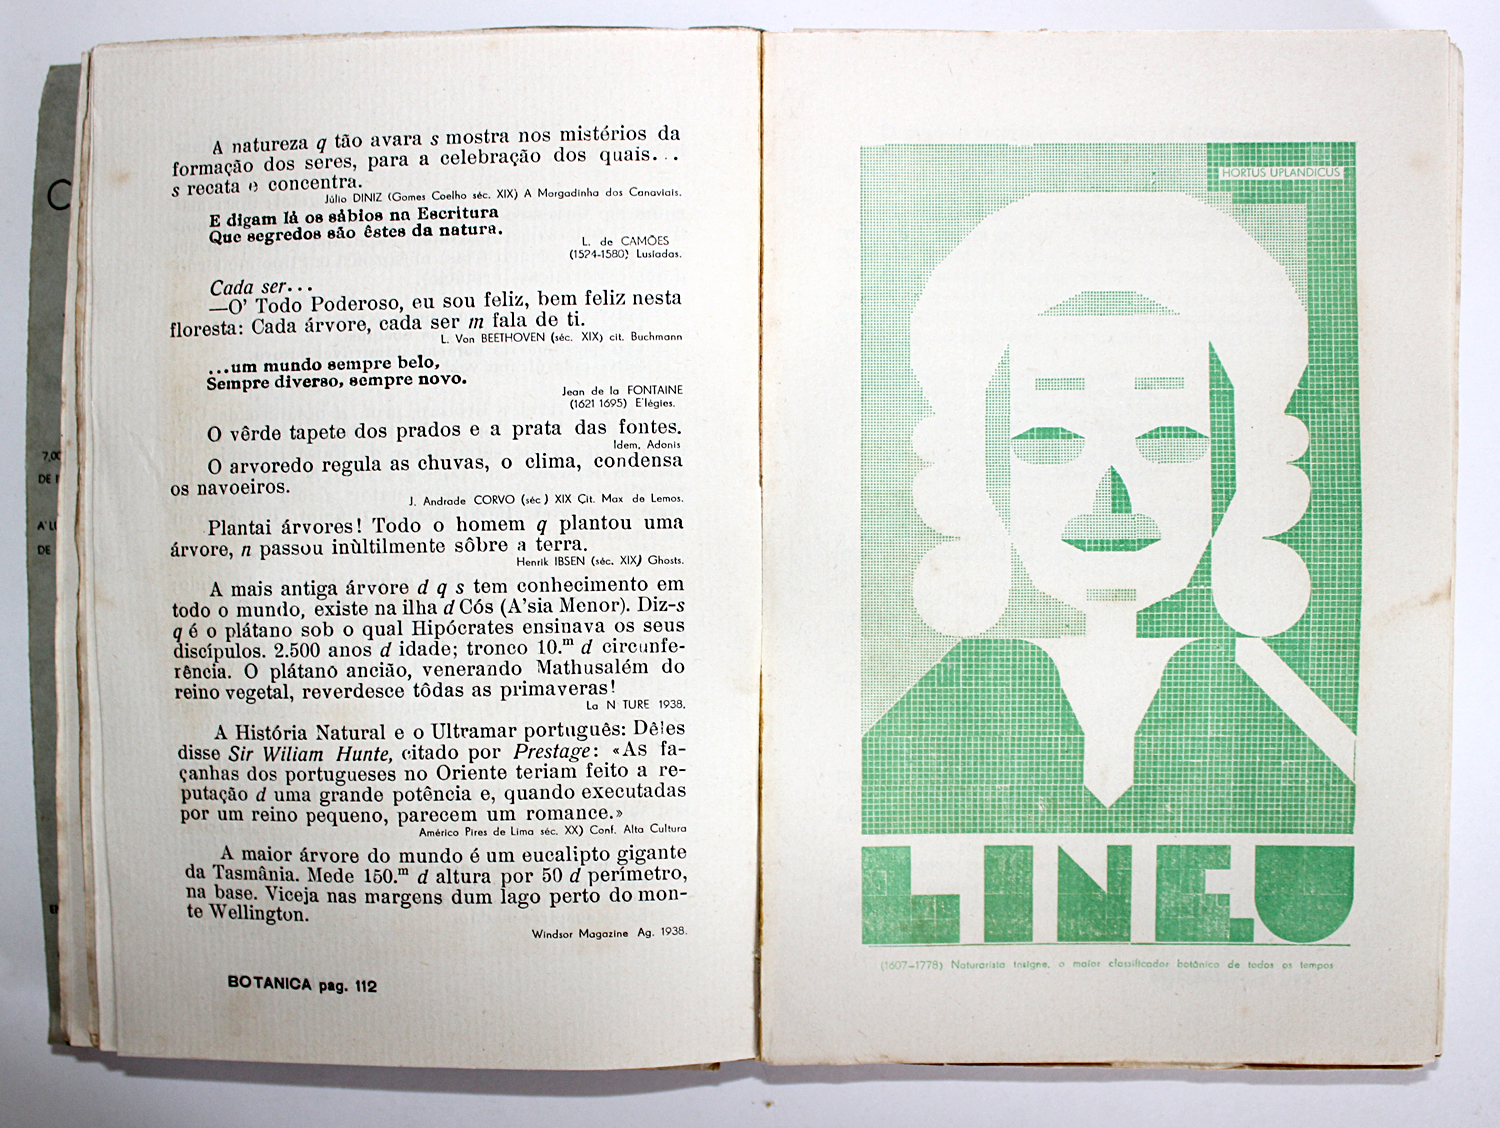 A natureza q tão avara s mostra nos mistérios da
formação dos seres, para a celebração dos quais. . .
s recata e concentra.
Júlio DINIZ (Gomes Coelho séc. XIX) A Morgadinha dos Canaviais.
E digam lá os sábios na Escritura
Que segredos são êstes da natura.
L. de CAMÕES
(1524-1580) Lusíadas.
Cada ser...
—O' Todo Poderoso, eu sou feliz, bem feliz nesta
floresta: Cada árvore, cada ser m fala de ti.
L. Von BEETHOVEN (séc. XIX) cit. Buchmann
...um mundo sempre belo,
Sempre diverso, sempre novo.
Jean de la FONTAINE
(1621 1695) E'légies.
O vêrde tapete dos prados e a prata das fontes.
Idem, Adonis
O arvoredo regula as chuvas, o clima, condensa
os navoeiros.
J. Andrade CORVO (séc ) XIX Cit. Max de Lemos.
Plantai árvores! Todo o homem q plantou uma
árvore, n passou inùltilmente sôbre a terra.
Henrik IBSEN (séc. XIX) Ghosts.
A mais antiga árvore d q s tem conhecimento em
todo o mundo, existe na ilha d Cós (A'sia Menor). Diz-s
q é o plátano sob o qual Hipócrates ensinava os seus
discípulos. 2.500 anos d idade; tronco 10.m d circunfe-
rência. O plátano ancião, venerando Mathusalém do
reino vegetal, reverdesce tôdas as primaveras!
La N TURE 1938.
A História Natural e o Ultramar português: Dêles
disse Sir Wiliam Hunte, citado por Prestage: «As fa-
çanhas dos portugueses no Oriente teriam feito a re-
putação d uma grande potência e, quando executadas
por um reino pequeno, parecem um romance.»
Américo Pires de Lima séc. XX) Conf. Alta Cultura
A maior árvore do mundo é um eucalipto gigante
da Tasmânia. Mede 150.m d altura por 50 d perímetro,
na base. Viceja nas margens dum lago perto do mon-
te Wellington.
Windsor Magazine Ag. 1938.
BOTANICA pag. 112
7,00
DE
A'LI
DE
HORTUS UPLANDICUS
LINEU
(1607-1778) Naturarista insigne, o maior classificador botânico de todos os tempos